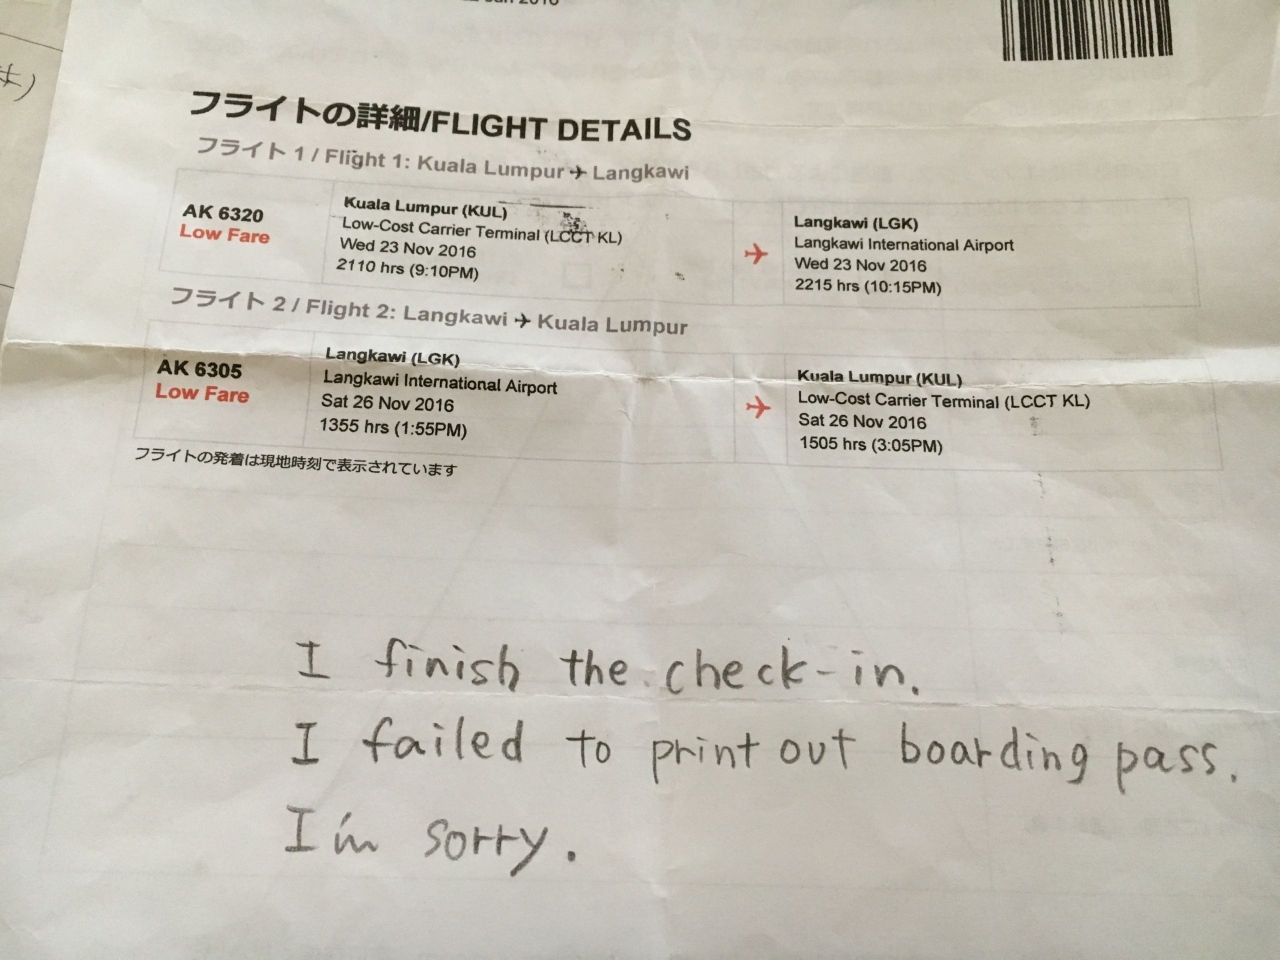 2016
フライトの詳細/FLIGHT DETAILS
フライト 1 / Flight 1: Kuala Lumpur ✈ Langkawi
AK 6320
Low Fare
Kuala Lumpur (KUL)
Low-Cost Carrier Terminal (LCCT KL)
Wed 23 Nov 2016
2110 hrs (9:10PM)
Langkawi (LGK)
Langkawi International Airport
Wed 23 Nov 2016
2215 hrs (10:15PM)
フライト 2 / Flight 2: Langkawi ✈ Kuala Lumpur
AK 6305
Low Fare
Langkawi (LGK)
Langkawi International Airport
Sat 26 Nov 2016
1355 hrs (1:55PM)
Kuala Lumpur (KUL)
Low-Cost Carrier Terminal (LCCT KL)
Sat 26 Nov 2016
1505 hrs (3:05PM)
フライトの発着は現地時刻で表示されています
I finish the check-in.
I failed to print out boarding pass.
I'm sorry.